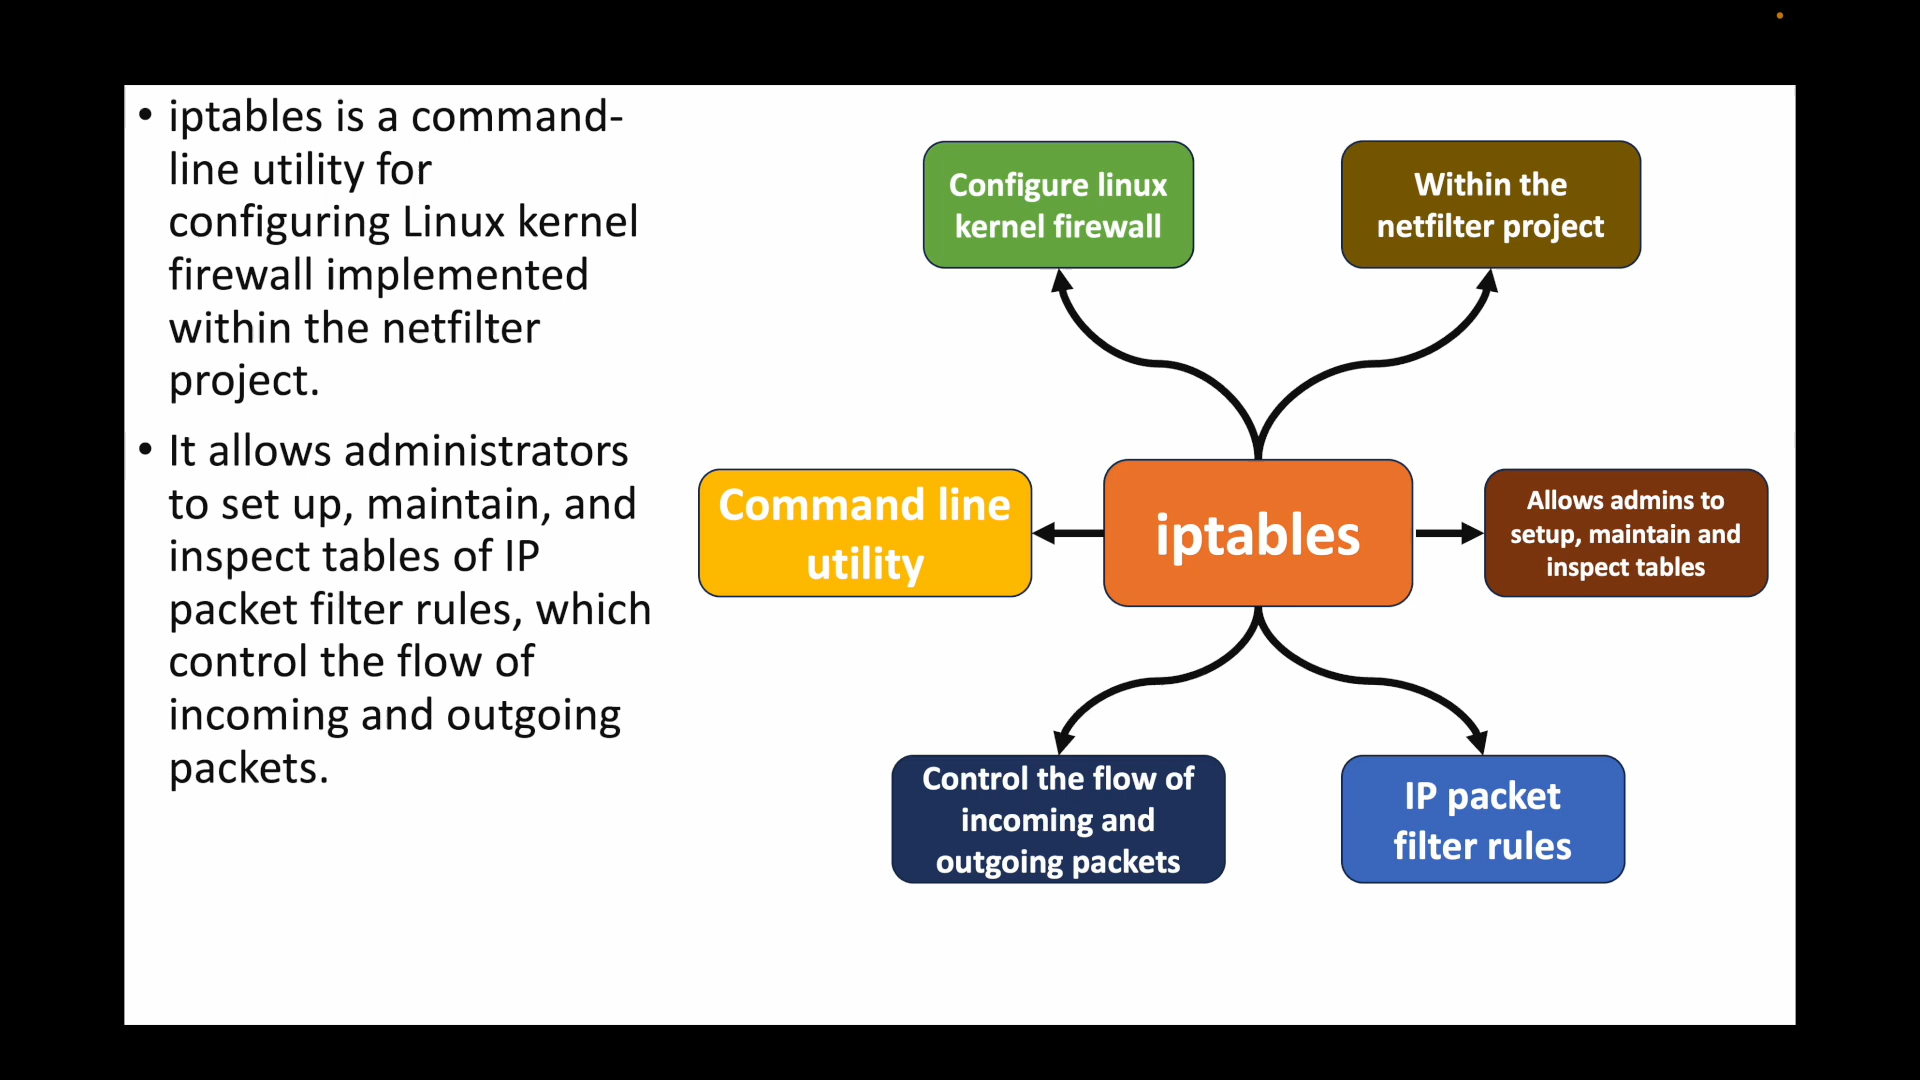 • iptables is a command-
line utility for
configuring Linux kernel
firewall implemented
within the netfilter
project.
• It allows administrators
to set up, maintain, and
inspect tables of IP
packet filter rules, which
control the flow of
incoming and outgoing
packets.
Configure linux
kernel firewall
Within the
netfilter project
Command line
utility
iptables
Allows admins to
setup, maintain and
inspect tables
Control the flow of
incoming and
outgoing packets
IP packet
filter rules